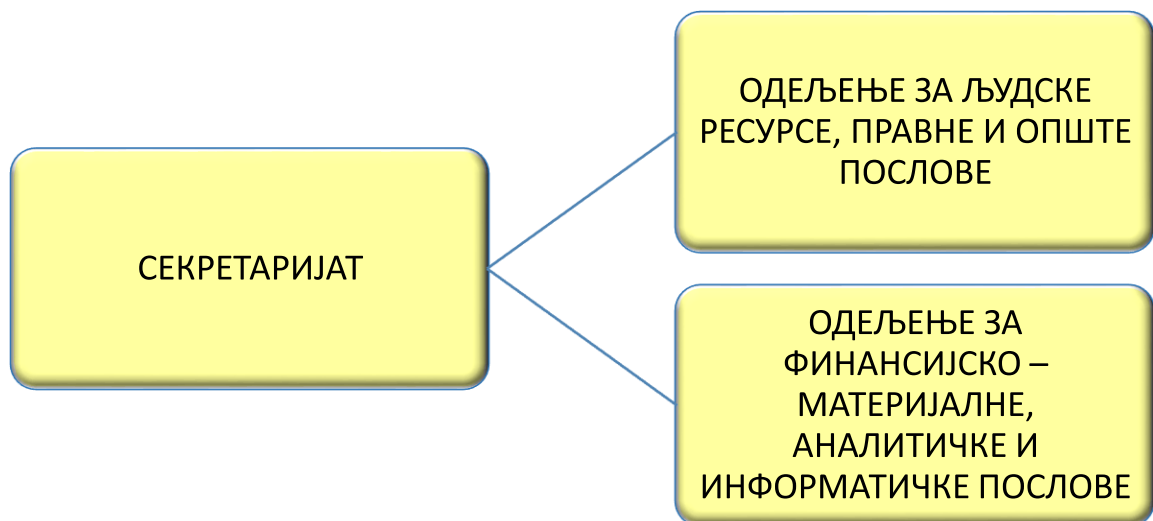 СЕКРЕТАРИЈАТ
ОДЕЉЕЊЕ ЗА ЉУДСКЕ
РЕСУРСЕ, ПРАВНЕ И ОПШТЕ
ПОСЛОВЕ
ОДЕЉЕЊЕ ЗА
ФИНАНСИЈСКО –
МАТЕРИЈАЛНЕ,
АНАЛИТИЧКЕ И
ИНФОРМАТИЧКЕ ПОСЛОВЕ